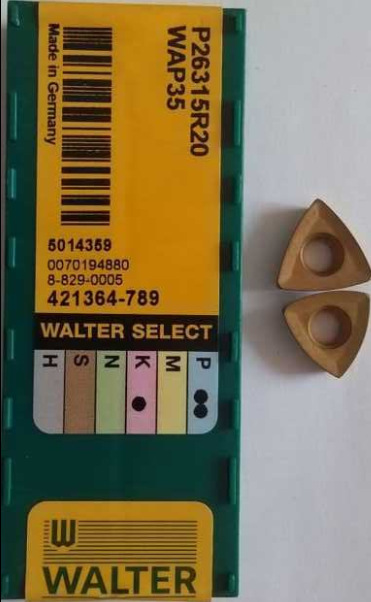 P26315R20
WAP35
Made in Germany
5014359
0070194880
8-829-0005
421364-789
WALTER SELECT
P
M
K
N
S
H
W
WALTER